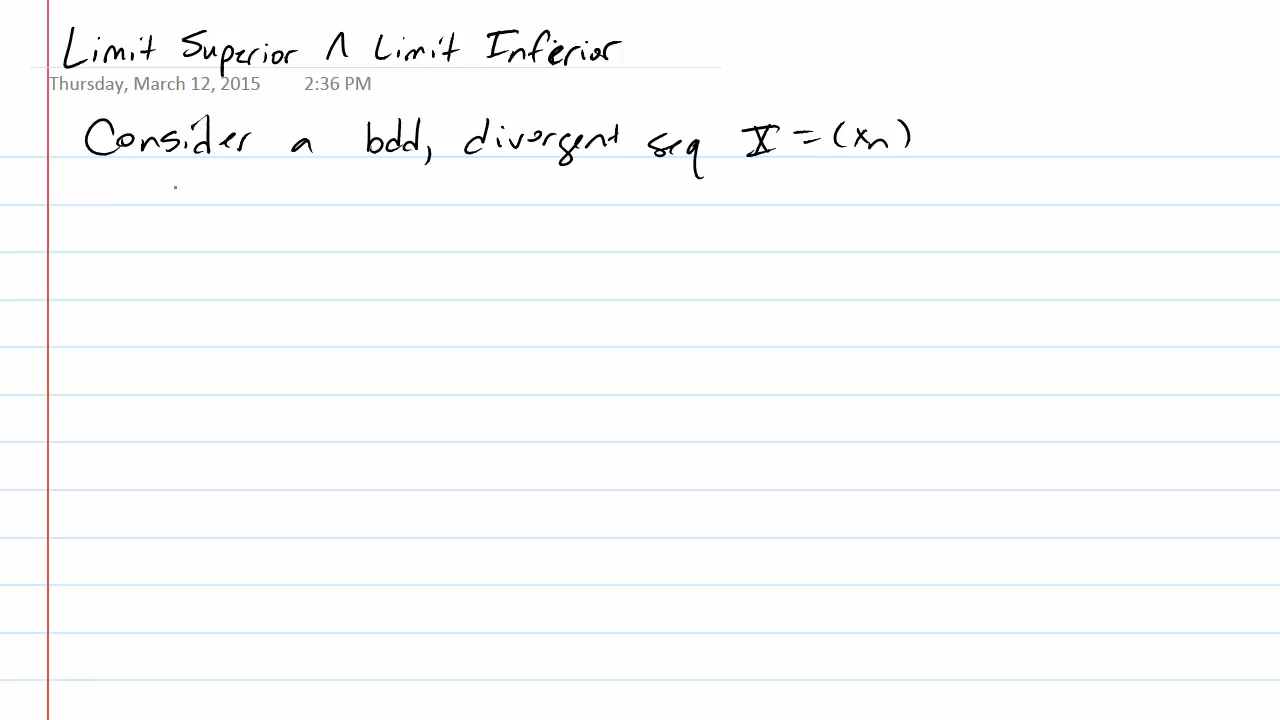 Limit Superior ∧ Limit Inferior
Thursday, March 12, 2015 2:36 PM
Consider a bdd, divergent seq X = (xn)